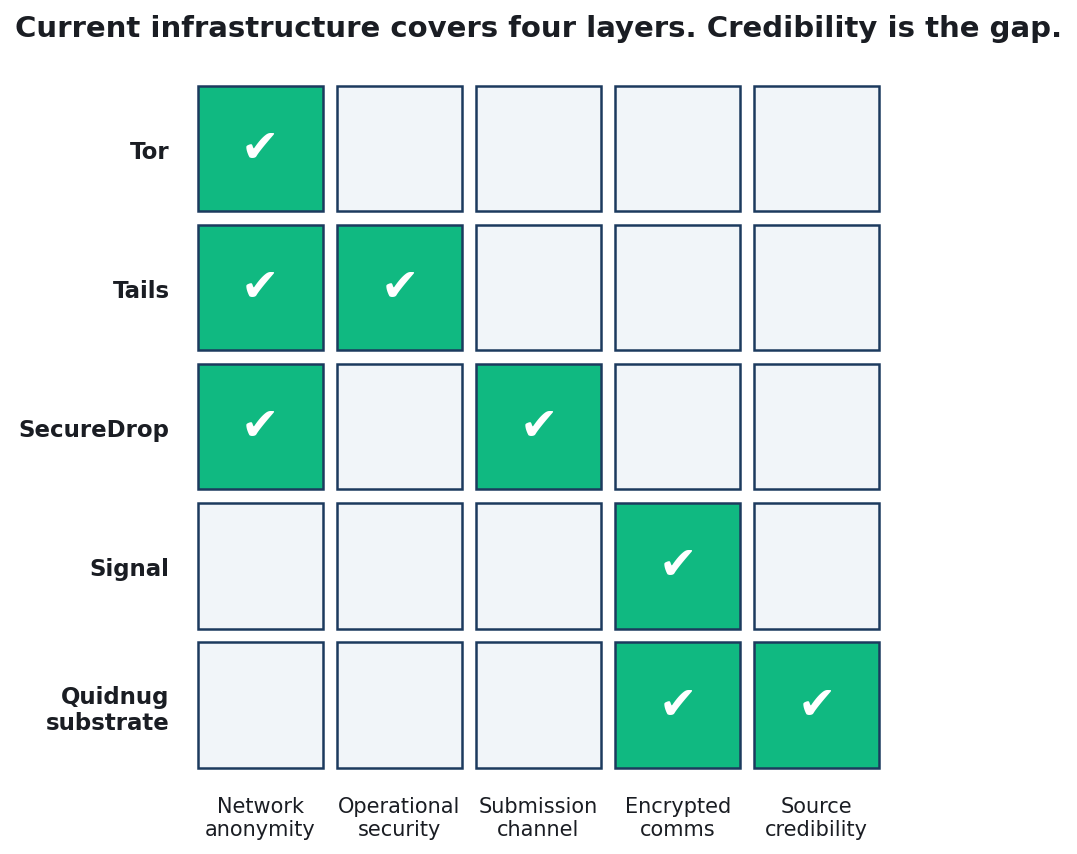 Current infrastructure covers four layers. Credibility is the gap.
Tor
✔
Tails
✔ ✔
SecureDrop
✔ ✔
Signal
✔
Quidnug
substrate
✔ ✔
Network
anonymity
Operational
security
Submission
channel
Encrypted
comms
Source
credibility